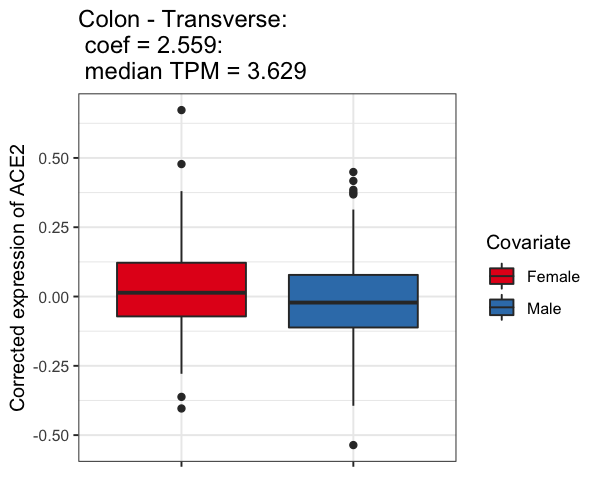 Colon - Transverse:
coef = 2.559:
median TPM = 3.629
Corrected expression of ACE2
0.50
0.25
0.00
-0.25
-0.50
Covariate
Female
Male